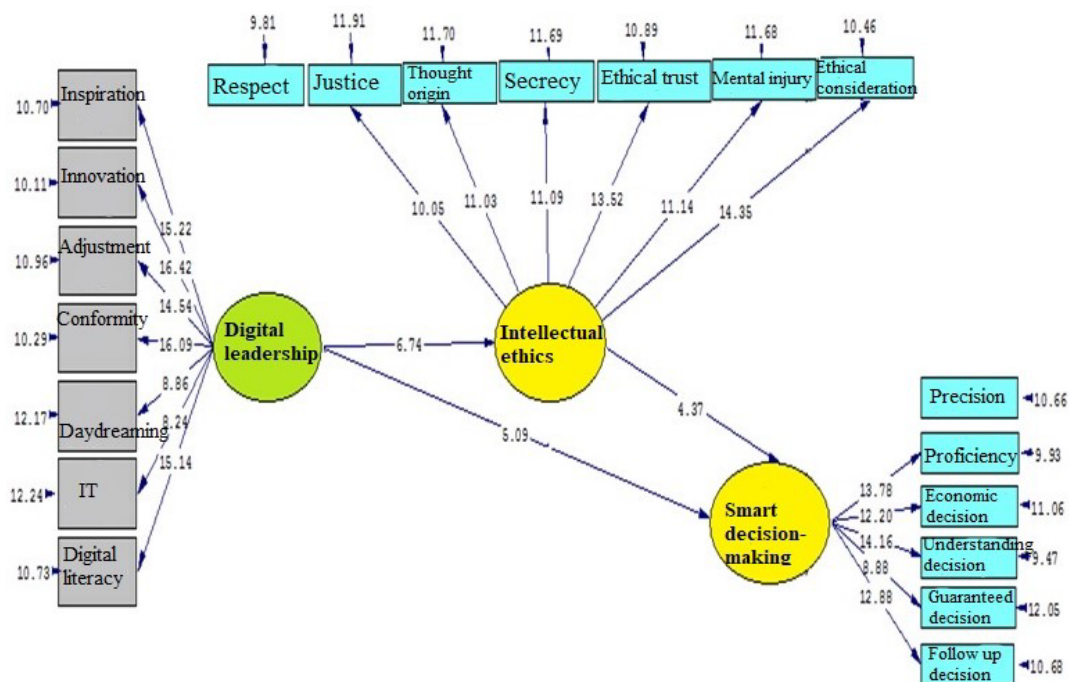 9.81
11.91
11.70
11.69
10.89
11.68
10.46
Respect
Justice
Thought
origin
Secrecy
Ethical trust
Mental injury
Ethical
consideration
10.70
Inspiration
10.11
Innovation
10.96
Adjustment
10.29
Conformity
12.17
Daydreaming
12.24
IT
10.73
Digital
literacy
15.22
16.42
14.54
16.09
8.86
8.24
15.14
Digital
leadership
6.74
5.09
10.05
11.03
11.09
13.52
11.14
14.35
Intellectual
ethics
4.37
Smart
decision-
making
13.78
12.20
14.16
8.88
12.88
Precision
10.66
Proficiency
9.93
Economic
decision
11.06
Understanding
decision
9.47
Guaranteed
decision
12.05
Follow up
decision
10.68